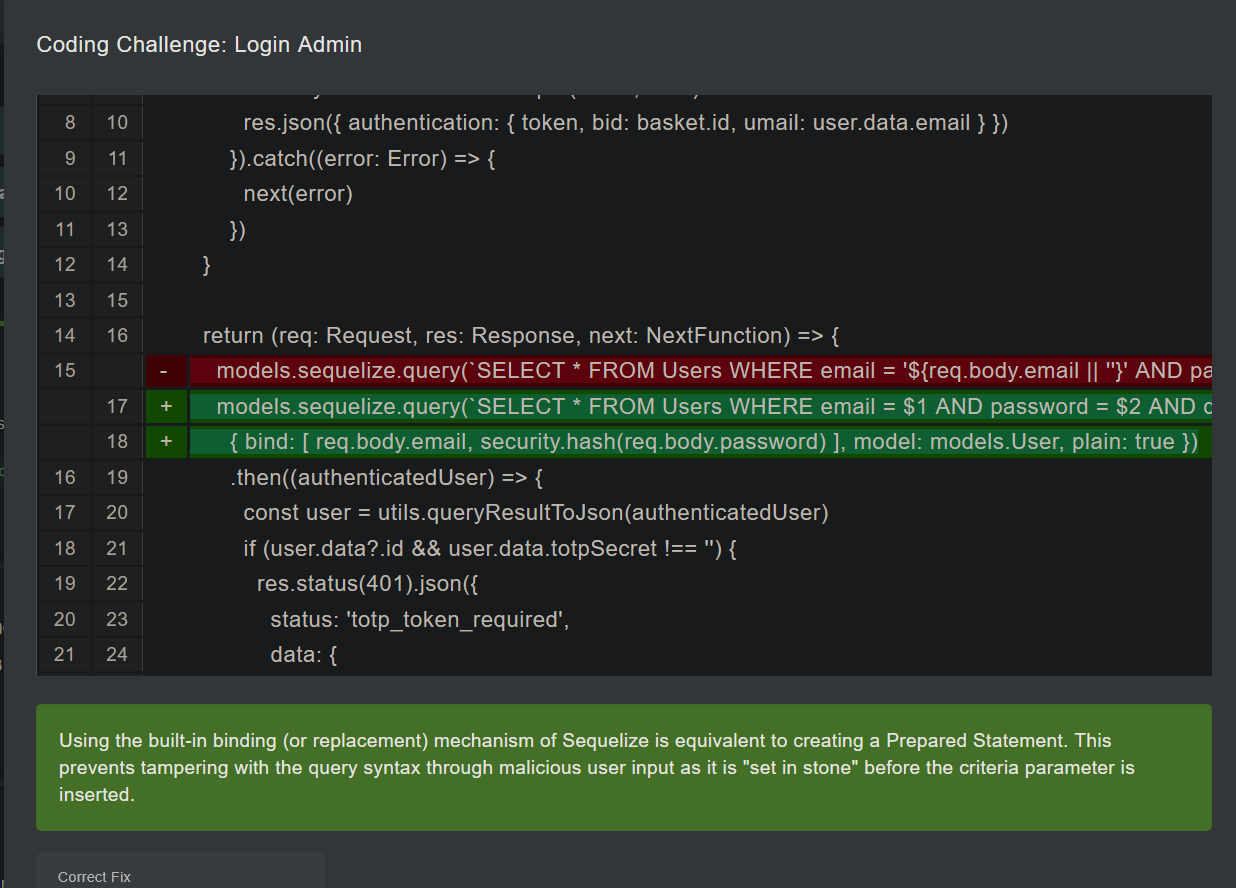 Coding Challenge: Login Admin
8 10 res.json({ authentication: { token, bid: basket.id, umail: user.data.email } })
9 11 }).catch((error: Error) => {
10 12 next(error)
11 13 })
12 14 }
13 15
14 16 return (req: Request, res: Response, next: NextFunction) => {
15 - models.sequelize.query(`SELECT * FROM Users WHERE email = '${req.body.email || ''}' AND pa
17 + models.sequelize.query(`SELECT * FROM Users WHERE email = $1 AND password = $2 AND
18 + { bind: [ req.body.email, security.hash(req.body.password) ], model: models.User, plain: true })
16 19 .then((authenticatedUser) => {
17 20 const user = utils.queryResultToJson(authenticatedUser)
18 21 if (user.data?.id && user.data.totpSecret !== '') {
19 22 res.status(401).json({
20 23 status: 'totp_token_required',
21 24 data: {
Using the built-in binding (or replacement) mechanism of Sequelize is equivalent to creating a Prepared Statement. This
prevents tampering with the query syntax through malicious user input as it is "set in stone" before the criteria parameter is
inserted.
Correct Fix